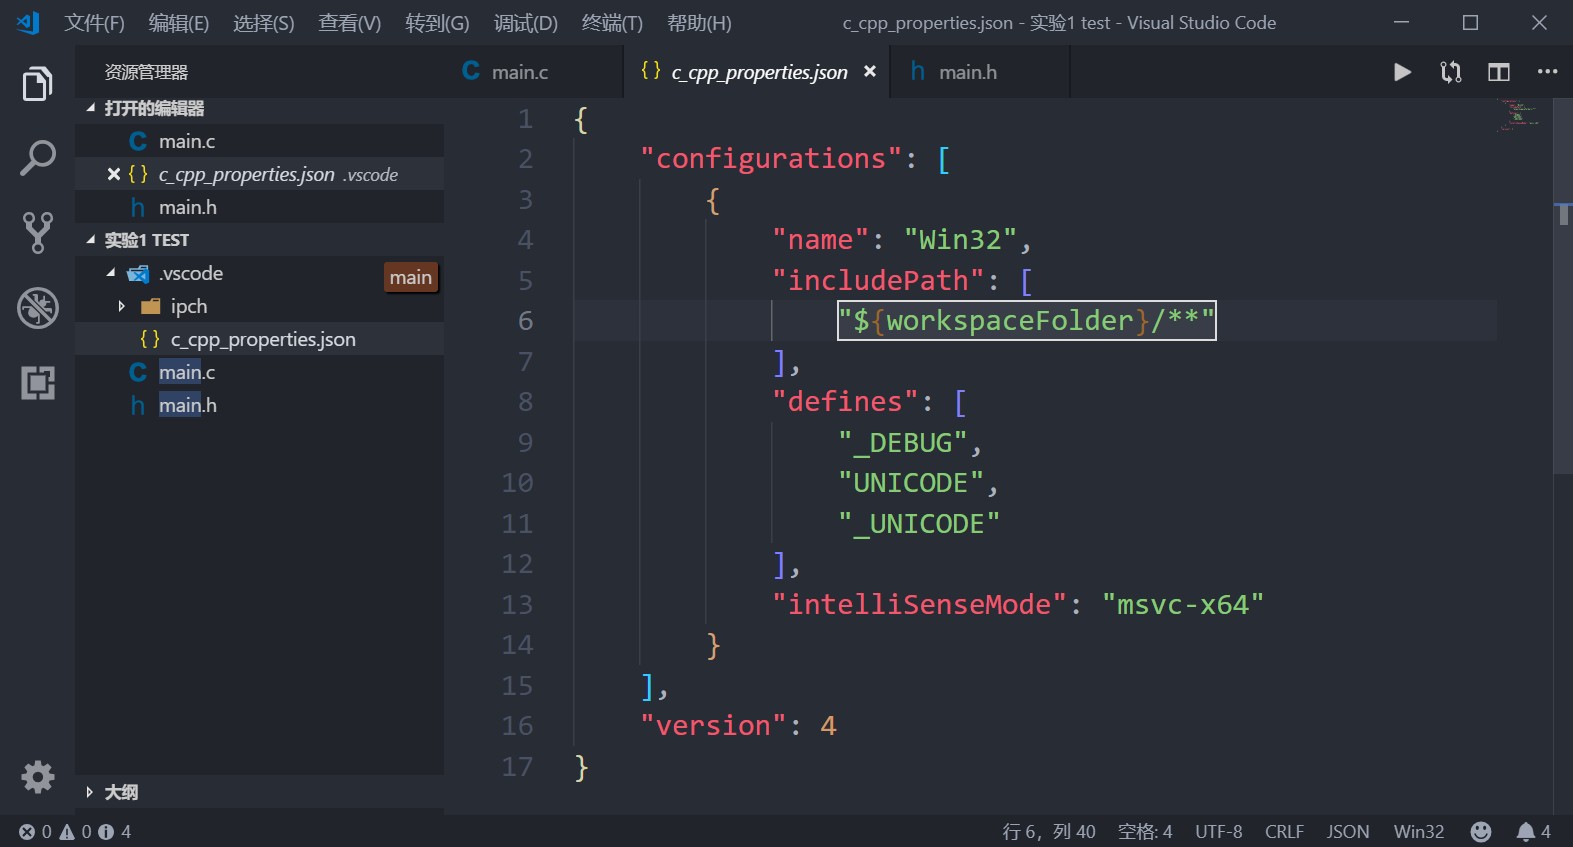 文件(F) 编辑(E) 选择(S) 查看(V) 转到(G) 调试(D) 终端(T) 帮助(H) c_cpp_properties.json - 实验1 test - Visual Studio Code
资源管理器
打开的编辑器
main.c
c_cpp_properties.json .vscode
main.h
实验1 TEST
.vscode
main
ipch
c_cpp_properties.json
main.c
main.h
大纲
main.c c_cpp_properties.json main.h
1 {
2 "configurations": [
3 {
4 "name": "Win32",
5 "includePath": [
6 "${workspaceFolder}/**"
7 ],
8 "defines": [
9 "_DEBUG",
10 "UNICODE",
11 "_UNICODE"
12 ],
13 "intelliSenseMode": "msvc-x64"
14 }
15 ],
16 "version": 4
17 }
0 0 4 行 6，列 40 空格: 4 UTF-8 CRLF JSON Win32 4